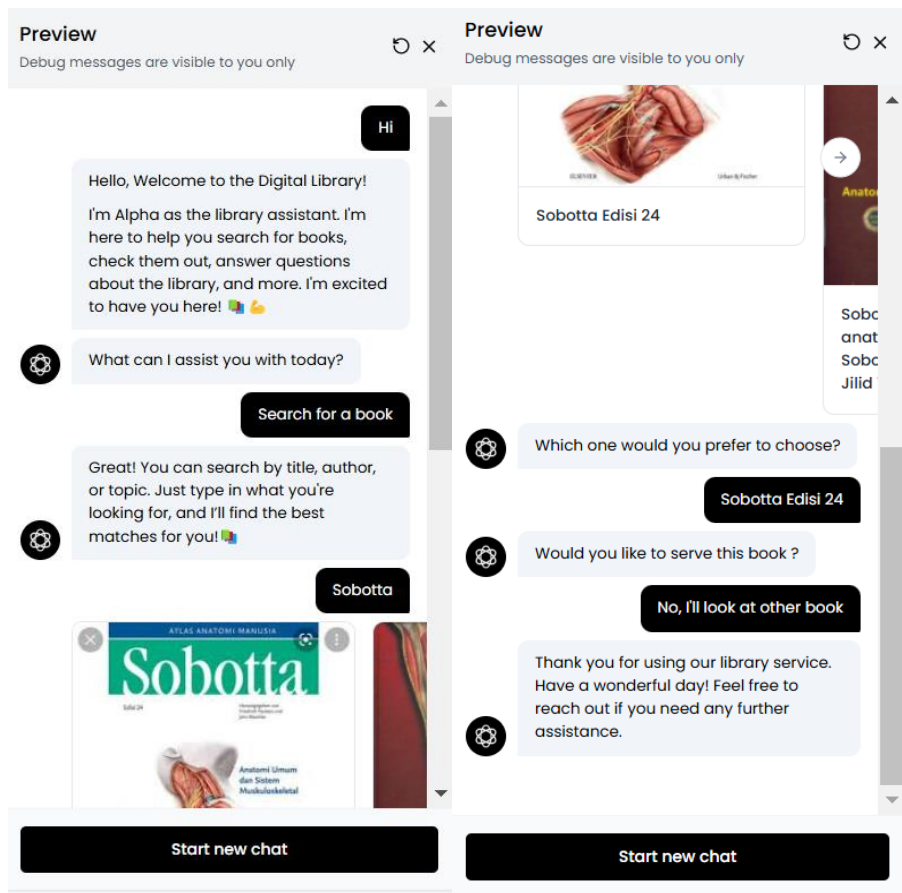 Preview
Debug messages are visible to you only
Hi
Hello, Welcome to the Digital Library!
I'm Alpha as the library assistant. I'm
here to help you search for books,
check them out, answer questions
about the library, and more. I'm excited
to have you here! 📚 💪
What can I assist you with today?
Search for a book
Great! You can search by title, author,
or topic. Just type in what you're
looking for, and I'll find the best
matches for you! 📚
Sobotta
ATLAS ANATOMI MANUSIA
Sobotta
Edisi 24
Anatomi Umum
dan Sistem
Muskuloskeletal
Start new chat
Preview
Debug messages are visible to you only
ELSEVIER
Urban & Fischer
Sobotta Edisi 24
Anato
Sobo
anat
Sobo
Jilid
Which one would you prefer to choose?
Sobotta Edisi 24
Would you like to serve this book ?
No, I'll look at other book
Thank you for using our library service.
Have a wonderful day! Feel free to
reach out if you need any further
assistance.
Start new chat